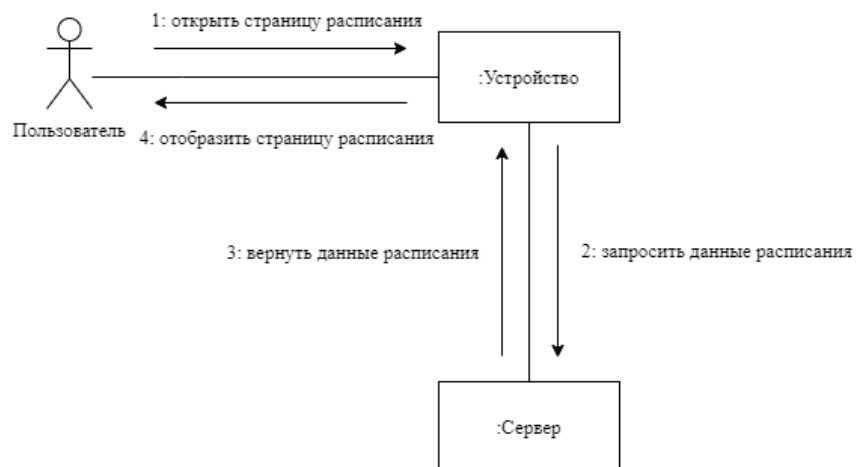 1: открыть страницу расписания
:Устройство
Пользователь
4: отобразить страницу расписания
3: вернуть данные расписания
2: запросить данные расписания
:Сервер